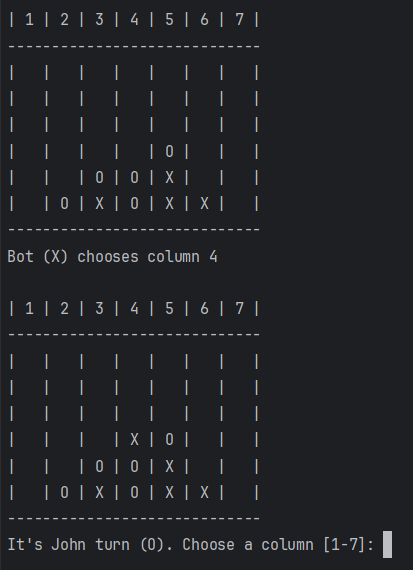 | 1 | 2 | 3 | 4 | 5 | 6 | 7 |
-----------------------------
|   |   |   |   |   |   |   |
|   |   |   |   |   |   |   |
|   |   |   |   |   |   |   |
|   |   |   |   | O |   |   |
|   |   | O | O | X |   |   |
|   | O | X | O | X | X |   |
-----------------------------
Bot (X) chooses column 4
| 1 | 2 | 3 | 4 | 5 | 6 | 7 |
-----------------------------
|   |   |   |   |   |   |   |
|   |   |   |   |   |   |   |
|   |   |   |   |   |   |   |
|   |   |   | X | O |   |   |
|   |   | O | O | X |   |   |
|   | O | X | O | X | X |   |
-----------------------------
It's John turn (O). Choose a column [1-7]: